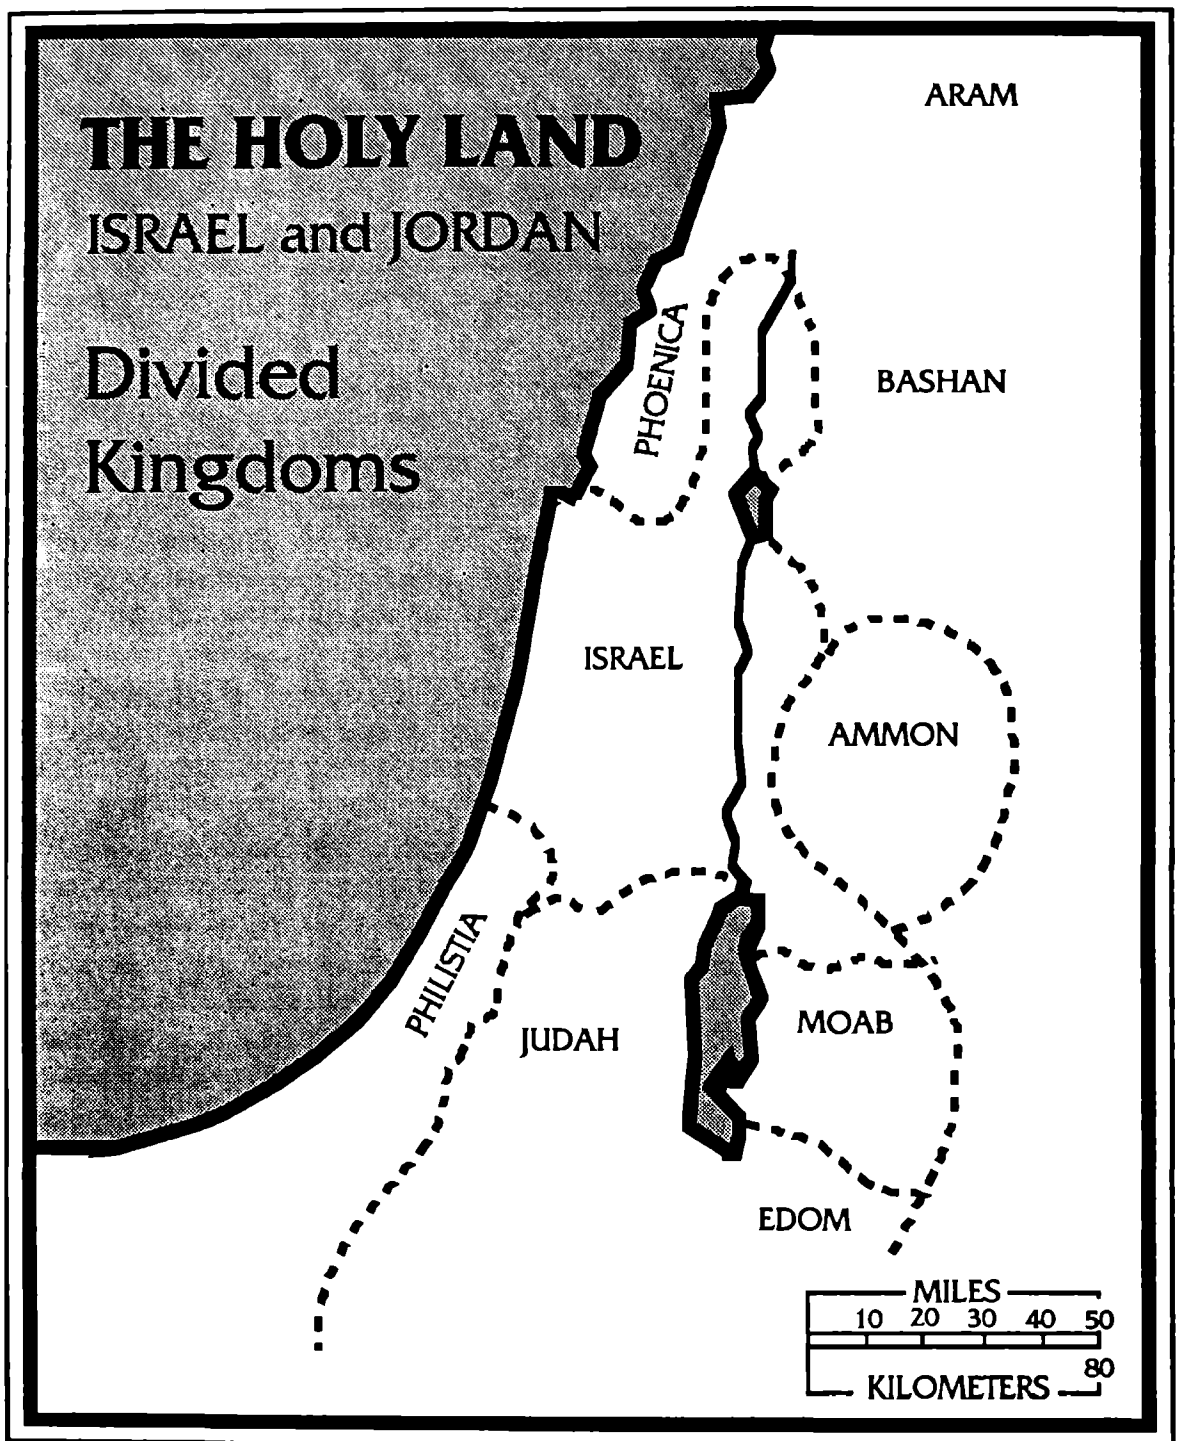 THE HOLY LAND
ISRAEL and JORDAN
Divided
Kingdoms
ARAM
PHOENICA
BASHAN
ISRAEL
AMMON
PHILISTIA
JUDAH
MOAB
EDOM
MILES
10 20 30 40 50
80
KILOMETERS